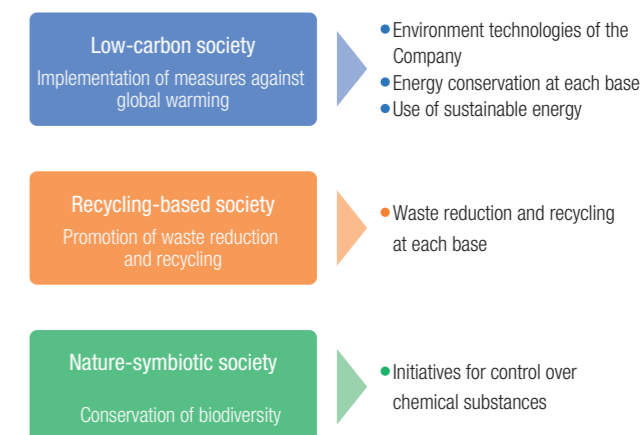 Low-carbon society
Implementation of measures against
global warming
●Environment technologies of the
Company
●Energy conservation at each base
●Use of sustainable energy
Recycling-based society
Promotion of waste reduction
and recycling
●Waste reduction and recycling
at each base
Nature-symbiotic society
Conservation of biodiversity
●Initiatives for control over
chemical substances